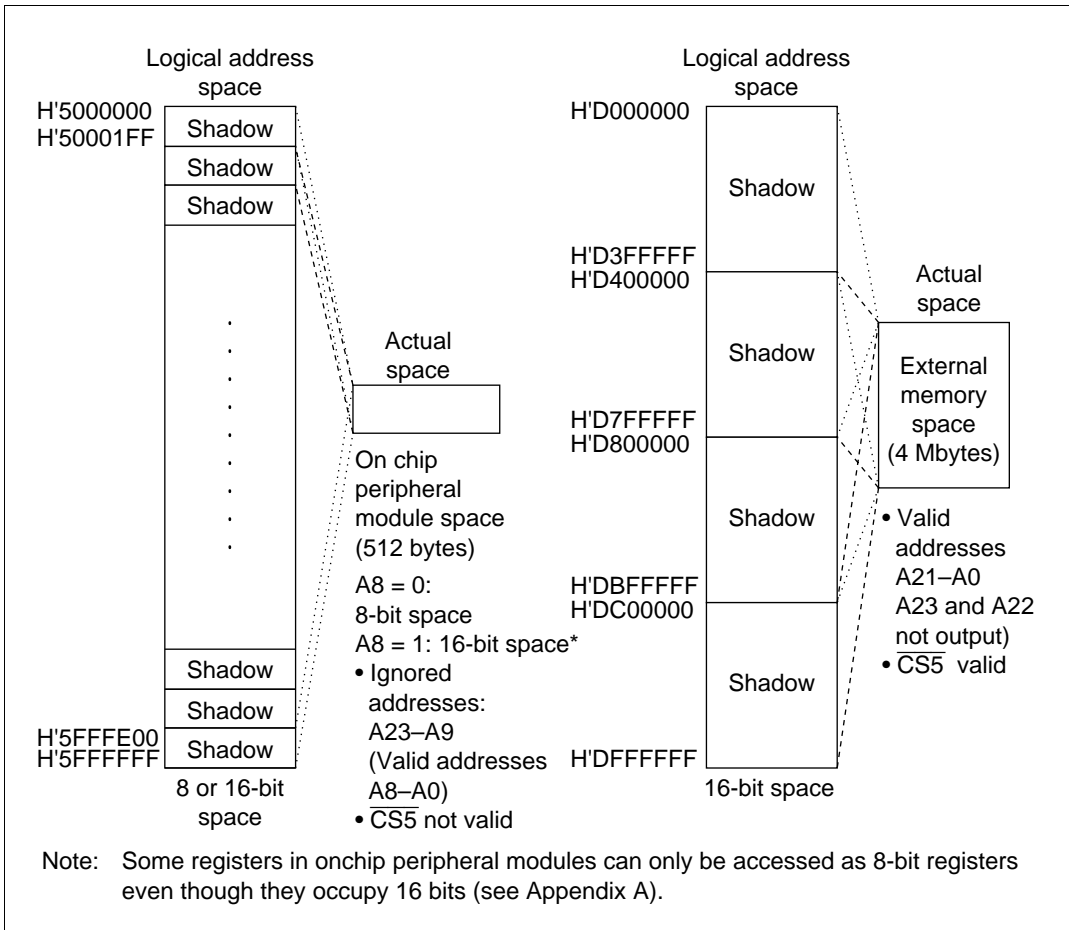 Logical address
space
H'5000000
H'50001FF
Shadow
Shadow
Shadow
Shadow
Shadow
H'5FFFE00
Shadow
H'5FFFFFF
8 or 16-bit
space
Actual
space
On chip
peripheral
module space
(512 bytes)
A8 = 0:
8-bit space
A8 = 1: 16-bit space*
• Ignored
addresses:
A23–A9
(Valid addresses
A8–A0)
• CS5 not valid
Logical address
space
H'D000000
Shadow
H'D3FFFFF
H'D400000
Shadow
H'D7FFFFF
H'D800000
Shadow
H'DBFFFFF
H'DC00000
Shadow
H'DFFFFFF
16-bit space
Actual
space
External
memory
space
(4 Mbytes)
• Valid
addresses
A21–A0
A23 and A22
not output)
• CS5 valid
Note: Some registers in onchip peripheral modules can only be accessed as 8-bit registers
even though they occupy 16 bits (see Appendix A).